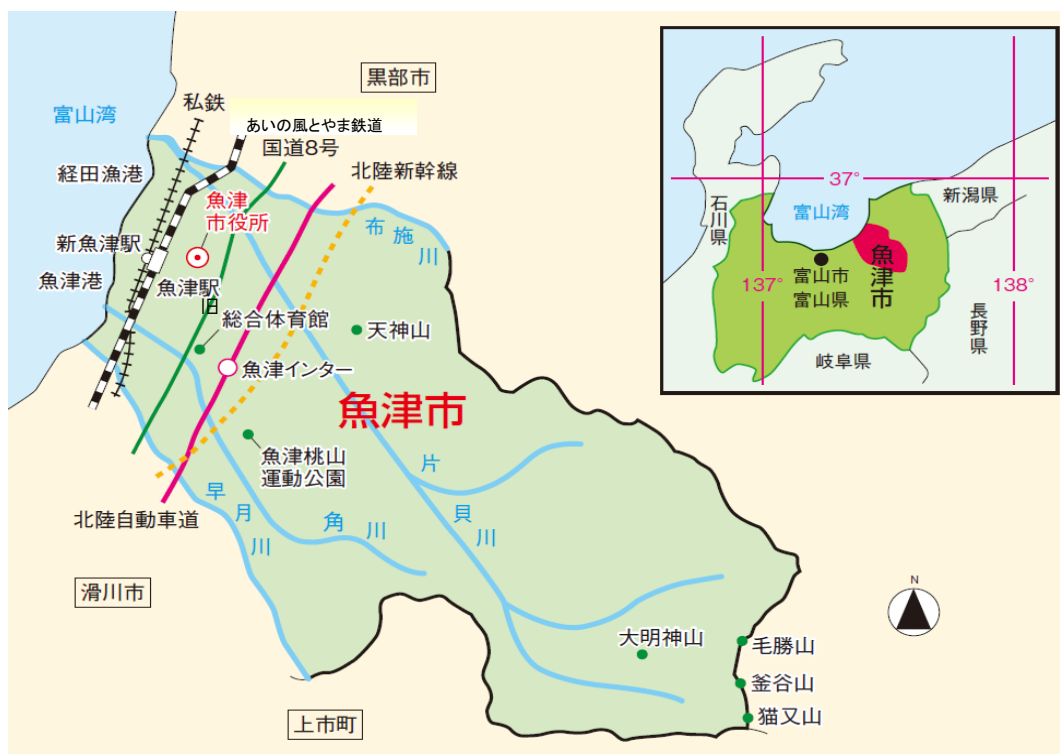 黒部市
富山湾
私鉄
あいの風とやま鉄道
国道8号
北陸新幹線
経田漁港
魚津
市役所
布施川
新魚津駅
魚津港
魚津駅
旧
総合体育館
天神山
魚津インター
魚津市
魚津桃山
運動公園
片貝川
早月川
角川
北陸自動車道
滑川市
大明神山
毛勝山
釜谷山
猫又山
上市町
N
37°
石川県
富山湾
新潟県
魚津市
137°
富山市
富山県
138°
長野県
岐阜県